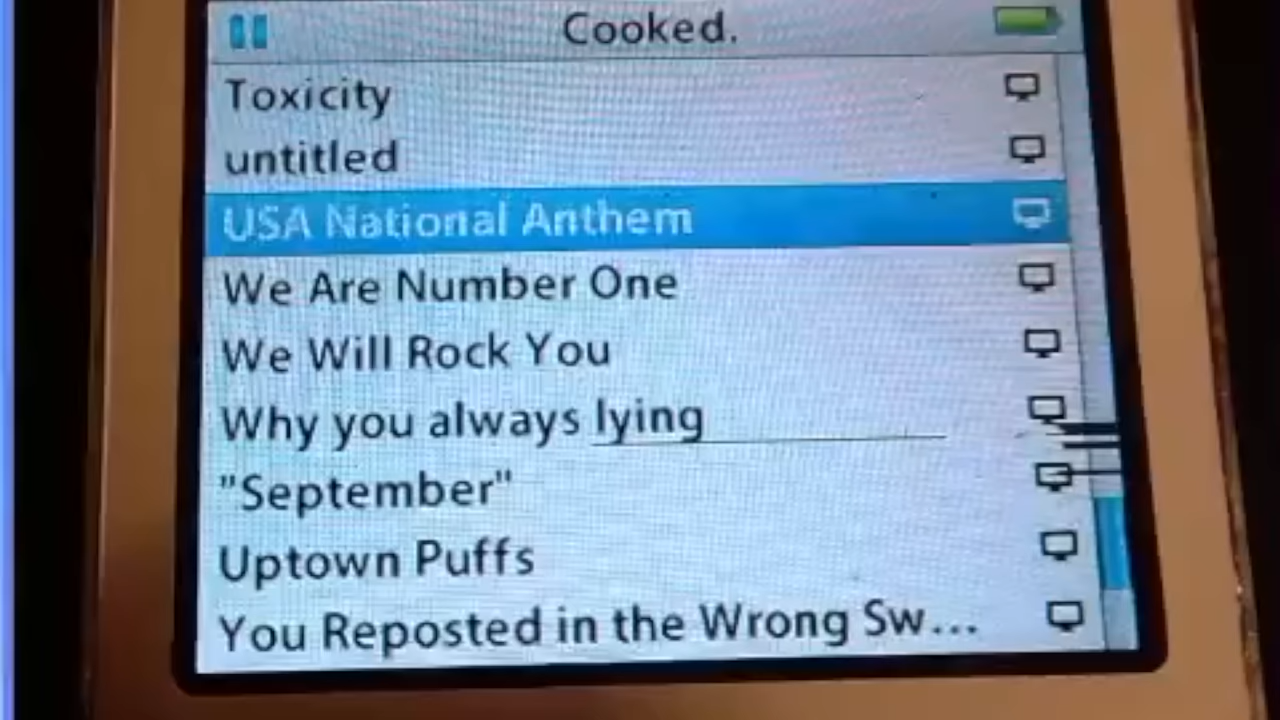 Cooked.
Toxicity
untitled
USA National Anthem
We Are Number One
We Will Rock You
Why you always lying
"September"
Uptown Puffs
You Reposted in the Wrong Sw...